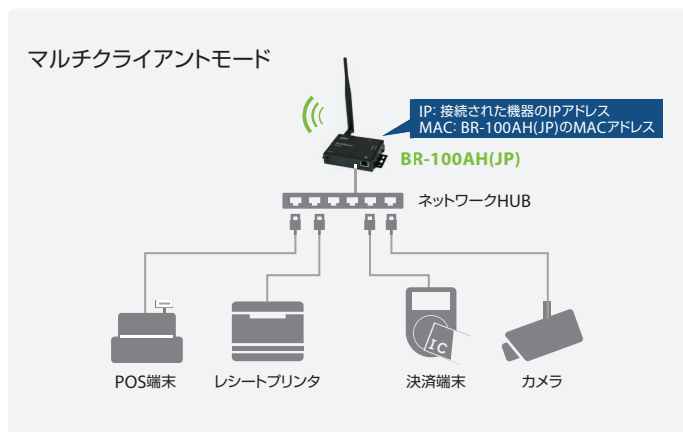 マルチクライアントモード
IP: 接続された機器のIPアドレス
MAC: BR-100AH(JP)のMACアドレス
BR-100AH(JP)
ネットワークHUB
IC
POS端末
レシートプリンタ
決済端末
カメラ